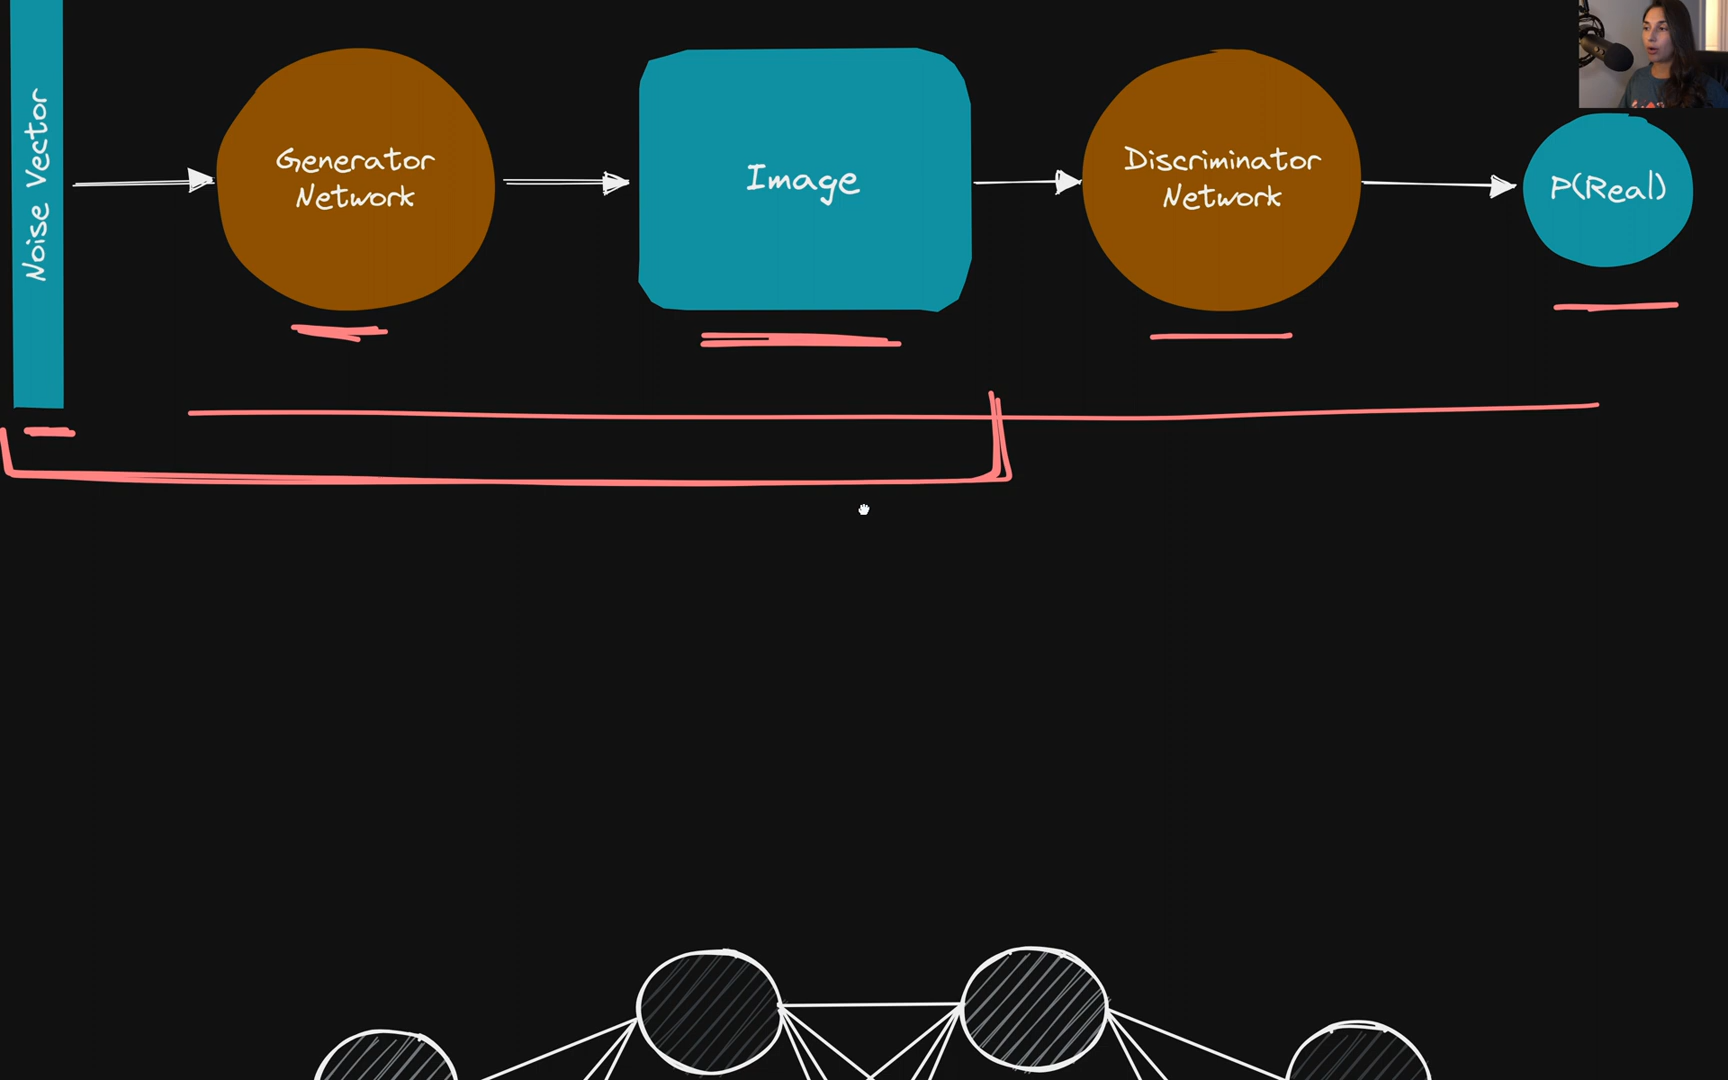 Noise Vector
Generator
Network
Image
Discriminator
Network
P(Real)